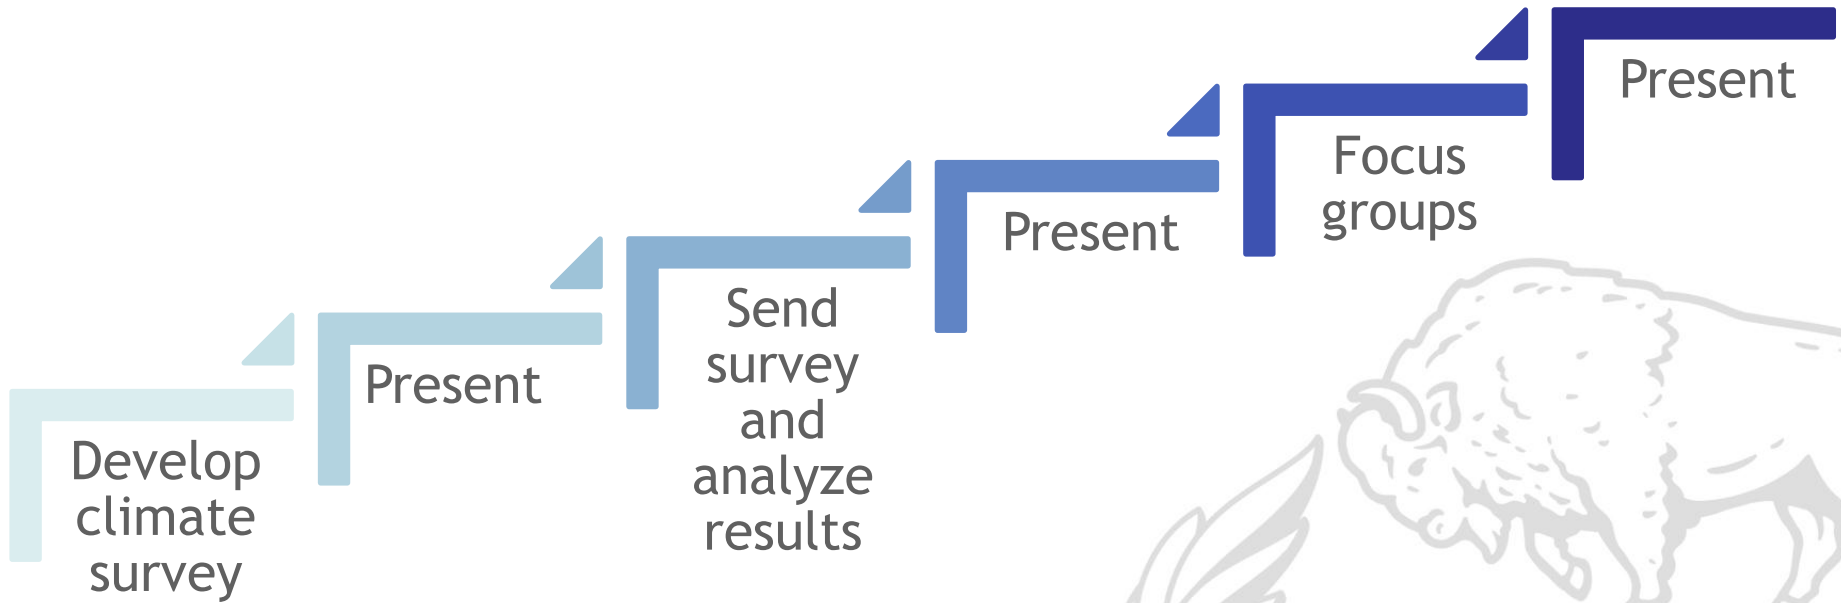 Develop
climate
survey
Present
Send
survey
and
analyze
results
Present
Focus
groups
Present